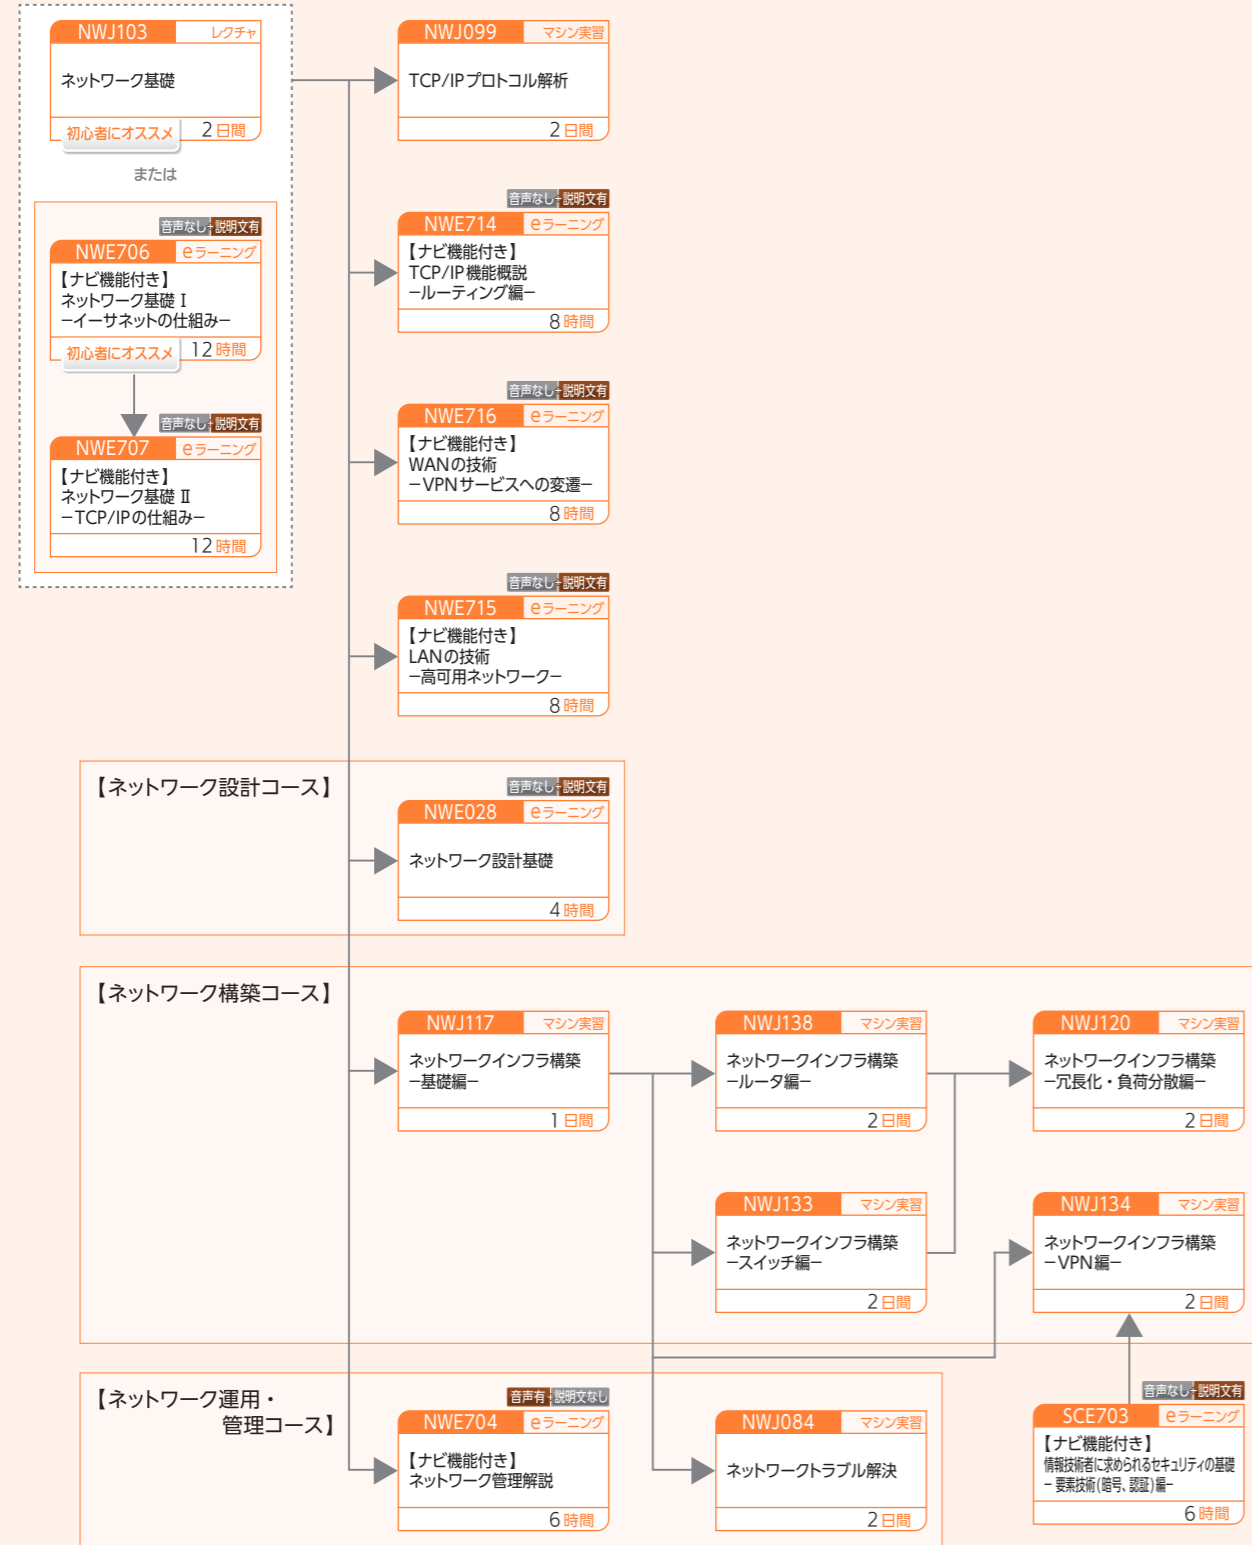 NWJ103 レクチャ
ネットワーク基礎
初心者にオススメ 2日間
または
音声なし+説明文有
NWE706 eラーニング
【ナビ機能付き】
ネットワーク基礎 Ⅰ
−イーサネットの仕組み−
初心者にオススメ 12時間
音声なし+説明文有
NWE707 eラーニング
【ナビ機能付き】
ネットワーク基礎 Ⅱ
−TCP/IPの仕組み−
12時間
NWJ099 マシン実習
TCP/IPプロトコル解析
2日間
音声なし+説明文有
NWE714 eラーニング
【ナビ機能付き】
TCP/IP機能概説
−ルーティング編−
8時間
音声なし+説明文有
NWE716 eラーニング
【ナビ機能付き】
WANの技術
−VPNサービスへの変遷−
8時間
音声なし+説明文有
NWE715 eラーニング
【ナビ機能付き】
LANの技術
−高可用ネットワーク−
8時間
【ネットワーク設計コース】
音声なし+説明文有
NWE028 eラーニング
ネットワーク設計基礎
4時間
【ネットワーク構築コース】
NWJ117 マシン実習
ネットワークインフラ構築
−基礎編−
1日間
NWJ138 マシン実習
ネットワークインフラ構築
−ルータ編−
2日間
NWJ120 マシン実習
ネットワークインフラ構築
−冗長化・負荷分散編−
2日間
NWJ133 マシン実習
ネットワークインフラ構築
−スイッチ編−
2日間
NWJ134 マシン実習
ネットワークインフラ構築
−VPN編−
2日間
【ネットワーク運用・
管理コース】
音声有+説明文なし
NWE704 eラーニング
【ナビ機能付き】
ネットワーク管理解説
6時間
NWJ084 マシン実習
ネットワークトラブル解決
2日間
音声なし+説明文有
SCE703 eラーニング
【ナビ機能付き】
情報技術者に求められるセキュリティの基礎
− 要素技術(暗号、認証)編−
6時間